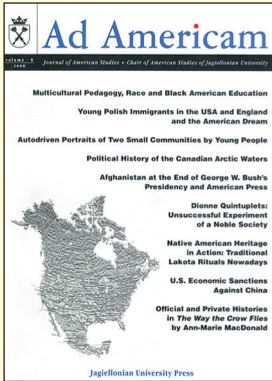 Ad Americam
volume 9
2008
Journal of American Studies • Chair of American Studies of Jagiellonian University
Multicultural Pedagogy, Race and Black American Education
Young Polish Immigrants in the USA and England
and the American Dream
Autodriven Portraits of Two Small Communities by Young People
Political History of the Canadian Arctic Waters
Afghanistan at the End of George W. Bush's
Presidency and American Press
Dionne Quintuplets:
Unsuccessful Experiment
of a Noble Society
Native American Heritage
in Action: Traditional
Lakota Rituals Nowadays
U.S. Economic Sanctions
Against China
Official and Private Histories
in The Way the Crow Flies
by Ann-Marie MacDonald
Jagiellonian University Press